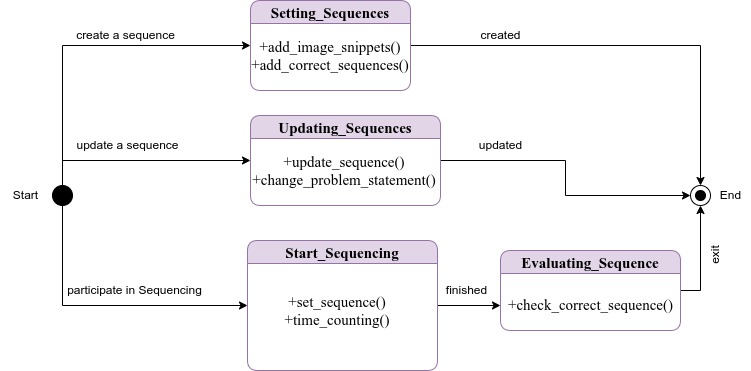 Setting_Sequences
create a sequence
created
+add_image_snippets()
+add_correct_sequences()
Updating_Sequences
update a sequence
updated
+update_sequence()
+change_problem_statement()
Start
End
Start_Sequencing
exit
Evaluating_Sequence
participate in Sequencing
finished
+set_sequence()
+check_correct_sequence()
+time_counting()